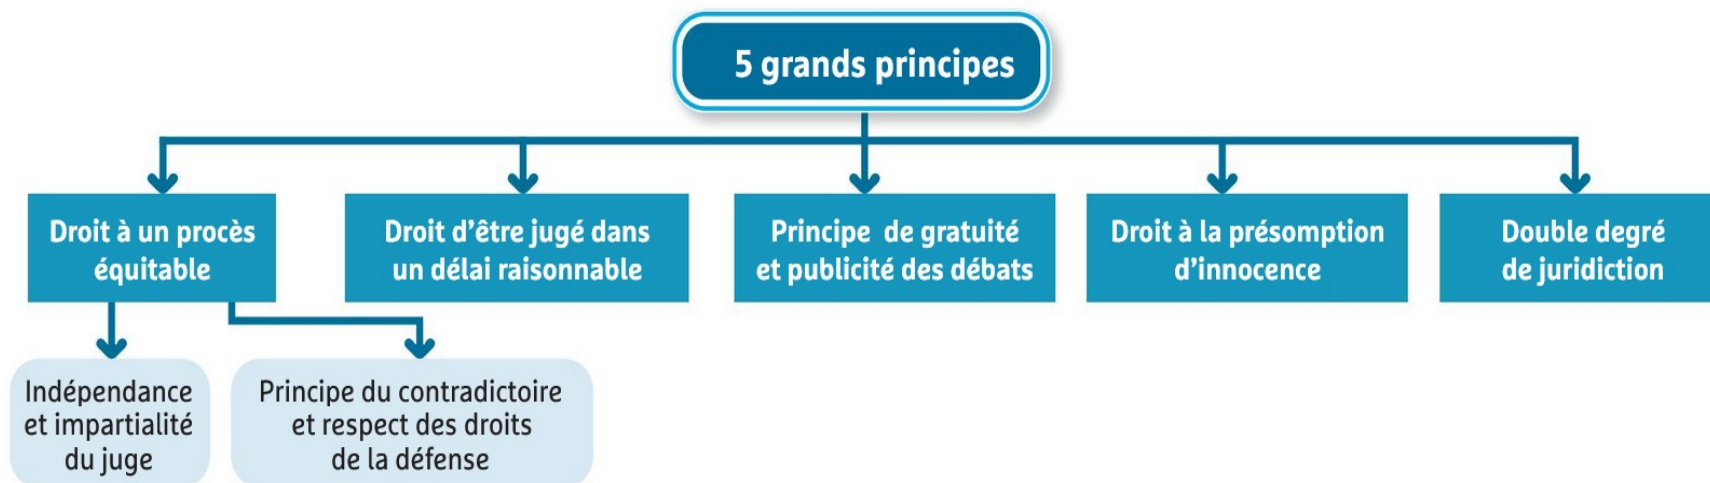 5 grands principes
Droit à un procès
équitable
Droit d'être jugé dans
un délai raisonnable
Principe de gratuité
et publicité des débats
Droit à la présomption
d'innocence
Double degré
de juridiction
Indépendance
et impartialité
du juge
Principe du contradictoire
et respect des droits
de la défense